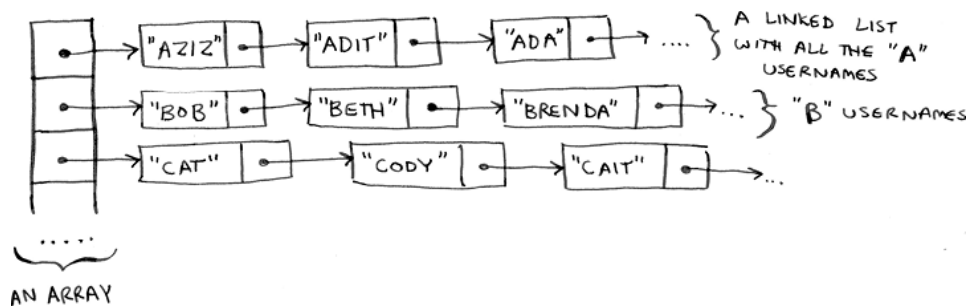 "AZIZ" "ADIT" "ADA" .... A LINKED LIST
WITH ALL THE "A"
USERNAMES
"BOB" "BETH" "BRENDA" ... "B" USERNAMES
"CAT" "CODY" "CAIT" ...
.....
AN ARRAY